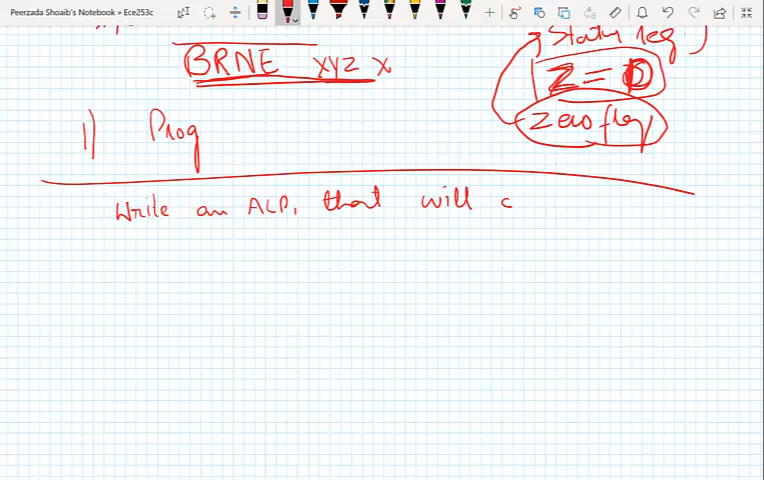 Peerzada Shoaib's Notebook » Ece253c
Status reg.
BRNE XYZ X
Z = 0
Zero flag
1) Prog
Write an ALP, that will c